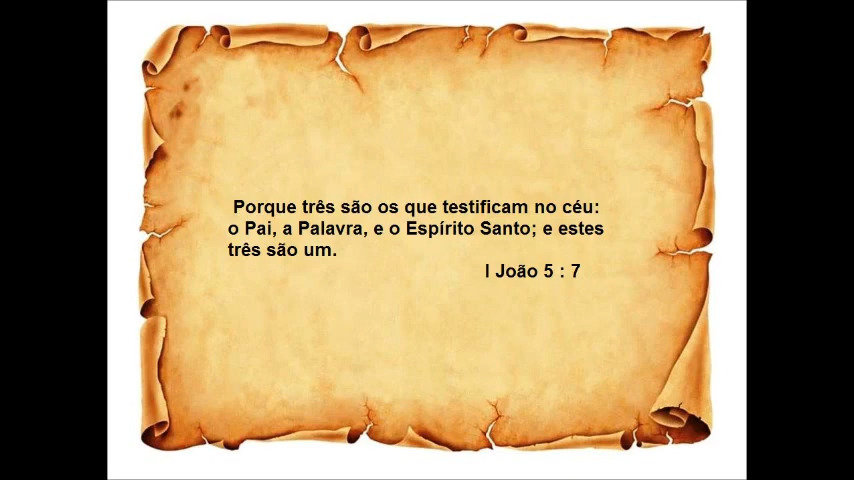 Porque três são os que testificam no céu:
o Pai, a Palavra, e o Espírito Santo; e estes
três são um.
I João 5 : 7